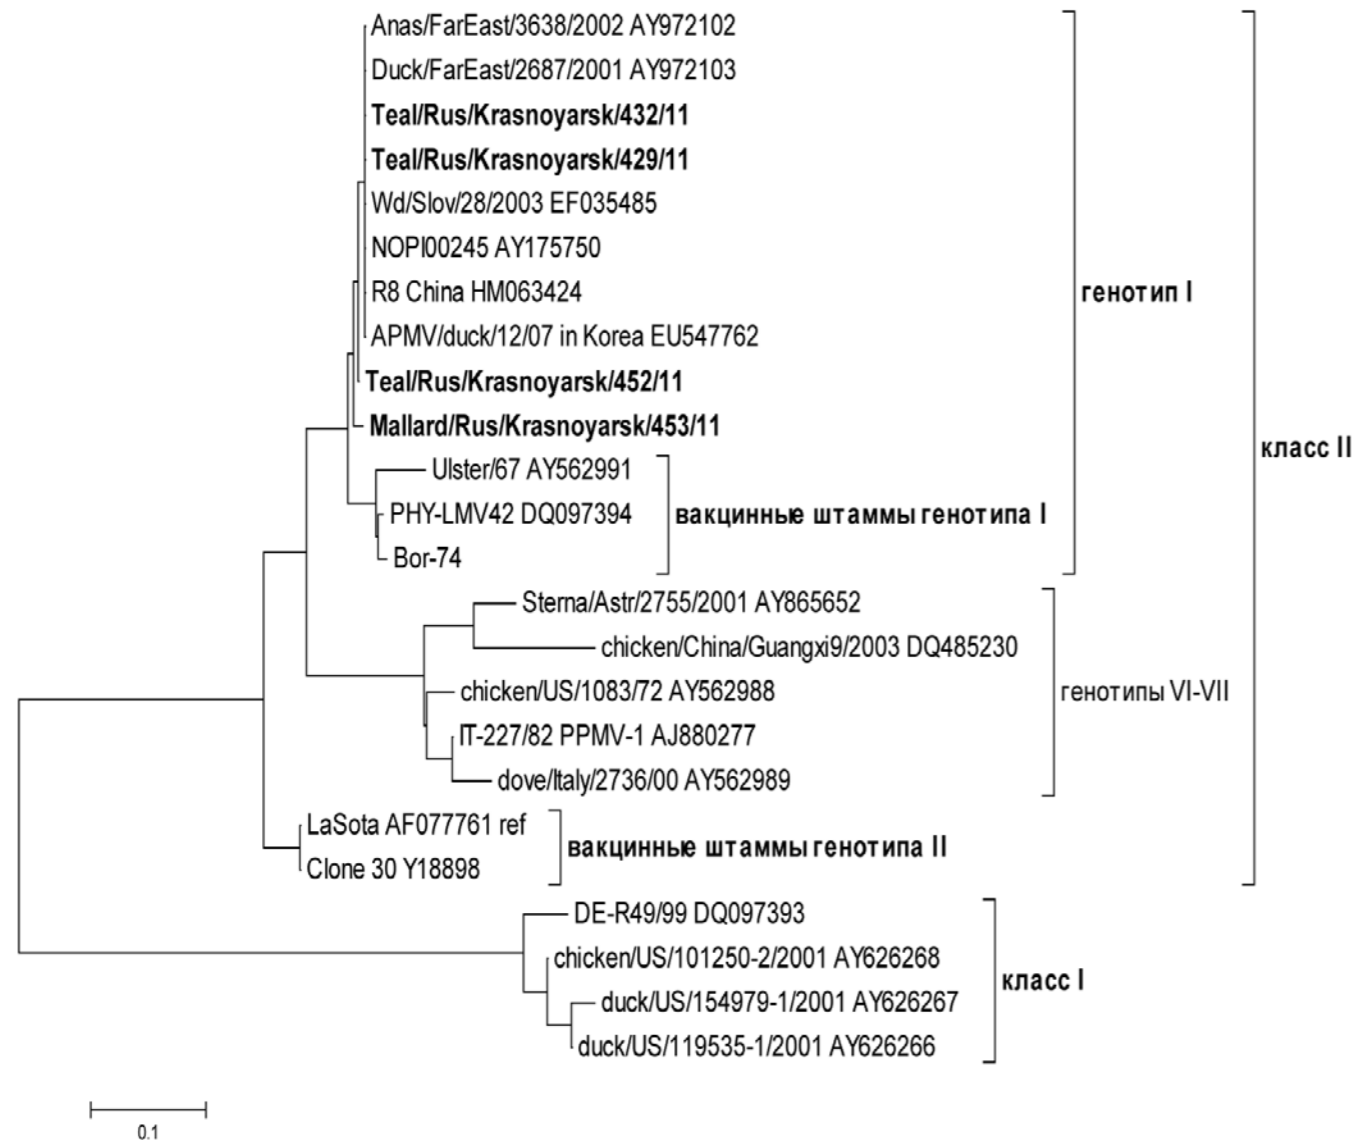 Anas/FarEast/3638/2002 AY972102
Duck/FarEast/2687/2001 AY972103
Teal/Rus/Krasnoyarsk/432/11
Teal/Rus/Krasnoyarsk/429/11
Wd/Slov/28/2003 EF035485
NOPI00245 AY175750
R8 China HM063424
генотип I
APMV/duck/12/07 in Korea EU547762
Teal/Rus/Krasnoyarsk/452/11
Mallard/Rus/Krasnoyarsk/453/11
класс II
Ulster/67 AY562991
PHY-LMV42 DQ097394
вакцинные штаммы генотипа I
Bor-74
Sterna/Astr/2755/2001 AY865652
chicken/China/Guangxi9/2003 DQ485230
chicken/US/1083/72 AY562988
генотипы VI-VII
IT-227/82 PPMV-1 AJ880277
dove/Italy/2736/00 AY562989
LaSota AF077761 ref
вакцинные штаммы генотипа II
Clone 30 Y18898
DE-R49/99 DQ097393
chicken/US/101250-2/2001 AY626268
класс I
duck/US/154979-1/2001 AY626267
duck/US/119535-1/2001 AY626266
0.1